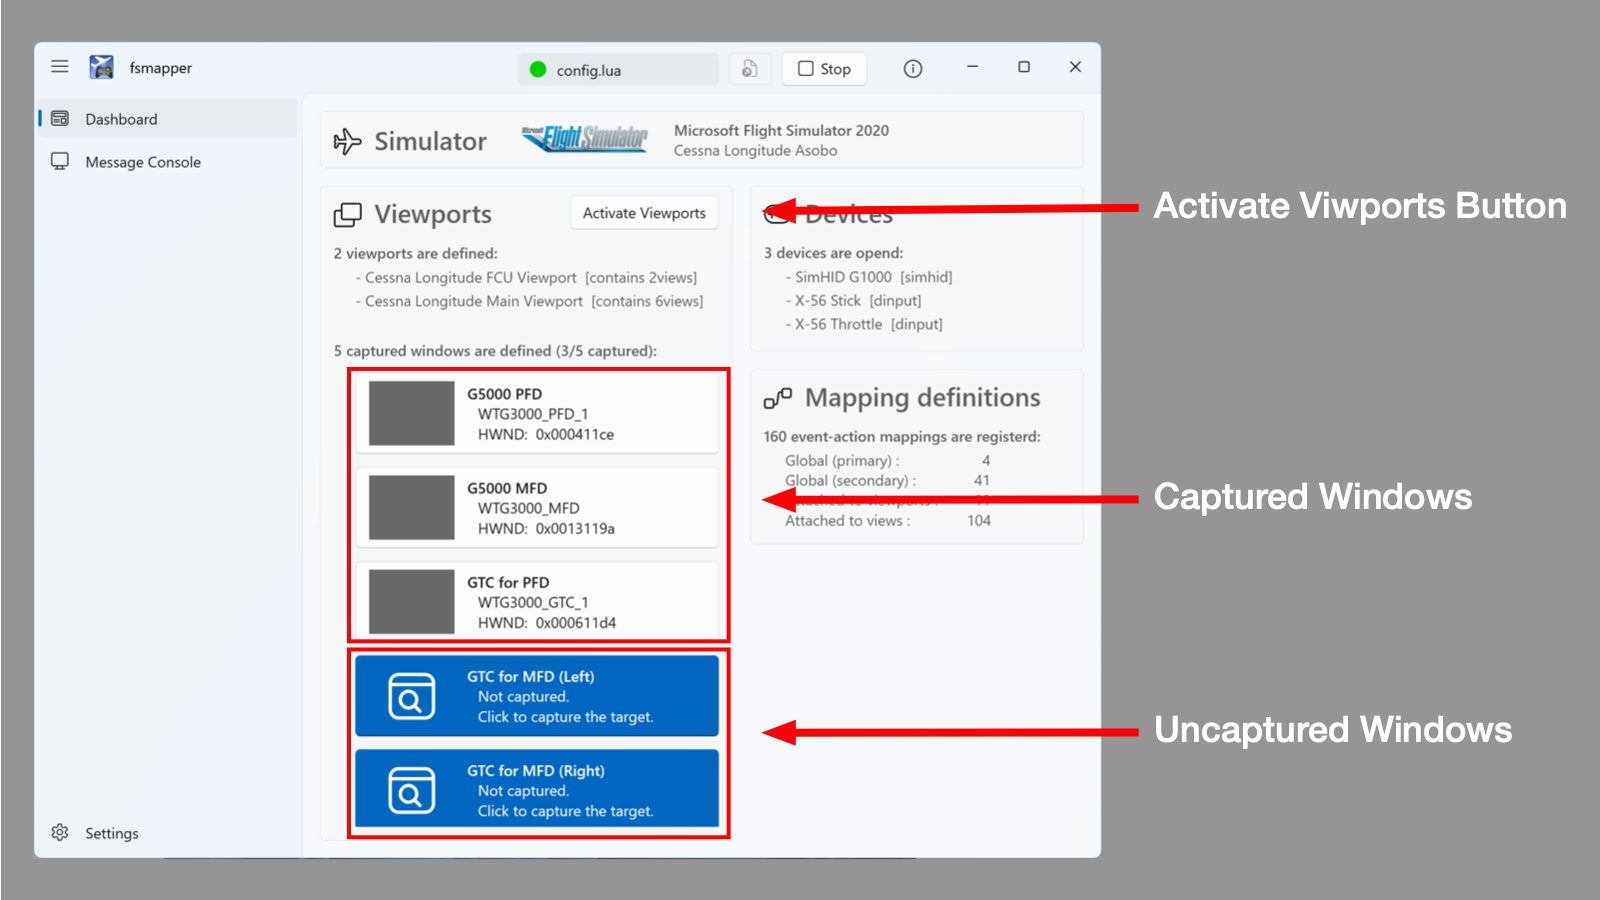 fsmapper
config.lua
Stop
Dashboard
Message Console
Settings
Simulator
Microsoft Flight Simulator
Microsoft Flight Simulator 2020
Cessna Longitude Asobo
Viewports
Activate Viewports
2 viewports are defined:
- Cessna Longitude FCU Viewport [contains 2views]
- Cessna Longitude Main Viewport [contains 6views]
5 captured windows are defined (3/5 captured):
G5000 PFD
WTG3000_PFD_1
HWND: 0x000411ce
G5000 MFD
WTG3000_MFD
HWND: 0x0013119a
GTC for PFD
WTG3000_GTC_1
HWND: 0x000611d4
GTC for MFD (Left)
Not captured.
Click to capture the target.
GTC for MFD (Right)
Not captured.
Click to capture the target.
Devices
3 devices are opend:
- SimHID G1000 [simhid]
- X-56 Stick [dinput]
- X-56 Throttle [dinput]
Mapping definitions
160 event-action mappings are registerd:
Global (primary) : 4
Global (secondary) : 41
Attached to viewports :
Attached to views : 104
Activate Viwports Button
Captured Windows
Uncaptured Windows